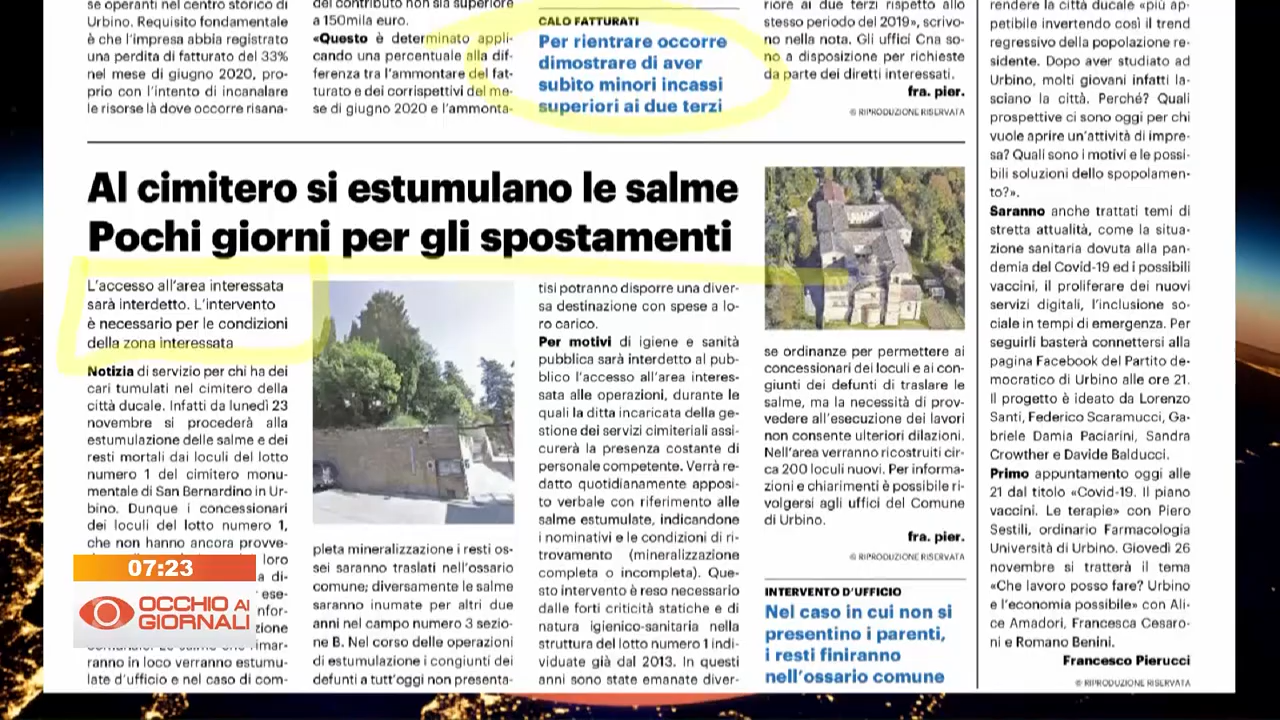 se operanti nel centro storico di
Urbino. Requisito fondamentale
è che l'impresa abbia registrato
una perdita di fatturato del 33%
nel mese di giugno 2020, pro-
prio con l'intento di incanalare
le risorse là dove occorre risana-
del contributo non sia superiore
a 150mila euro.
«Questo è determinato appli-
cando una percentuale alla dif-
ferenza tra l'ammontare del fat-
turato e dei corrispettivi del me-
se di giugno 2020 e l'ammonta-
CALO FATTURATI
Per rientrare occorre
dimostrare di aver
subìto minori incassi
superiori ai due terzi
riore ai due terzi rispetto allo
stesso periodo del 2019», scrivo-
no nella nota. Gli uffici Cna so-
no a disposizione per richieste
da parte dei diretti interessati.
fra. pier.
© RIPRODUZIONE RISERVATA
Al cimitero si estumulano le salme
Pochi giorni per gli spostamenti
L'accesso all'area interessata
sarà interdetto. L'intervento
è necessario per le condizioni
della zona interessata
Notizia di servizio per chi ha dei
cari tumulati nel cimitero della
città ducale. Infatti da lunedì 23
novembre si procederà alla
estumulazione delle salme e dei
resti mortali dai loculi del lotto
numero 1 del cimitero monu-
mentale di San Bernardino in Ur-
bino. Dunque i concessionari
dei loculi del lotto numero 1,
che non hanno ancora provve-
loro
a di-
ese-
nfor-
zione
imar-
ranno in loco verranno estumu-
late d'ufficio e nel caso di com-
pleta mineralizzazione i resti os-
sei saranno traslati nell'ossario
comune; diversamente le salme
saranno inumate per altri due
anni nel campo numero 3 sezio-
ne B. Nel corso delle operazioni
di estumulazione i congiunti dei
defunti a tutt'oggi non presenta-
tisi potranno disporre una diver-
sa destinazione con spese a lo-
ro carico.
Per motivi di igiene e sanità
pubblica sarà interdetto al pub-
blico l'accesso all'area interes-
sata alle operazioni, durante le
quali la ditta incaricata della ge-
stione dei servizi cimiteriali assi-
curerà la presenza costante di
personale competente. Verrà re-
datto quotidianamente apposi-
to verbale con riferimento alle
salme estumulate, indicandone
i nominativi e le condizioni di ri-
trovamento (mineralizzazione
completa o incompleta). Que-
sto intervento è reso necessario
dalle forti criticità statiche e di
natura igienico-sanitaria nella
struttura del lotto numero 1 indi-
viduate già dal 2013. In questi
anni sono state emanate diver-
se ordinanze per permettere ai
concessionari dei loculi e ai con-
giunti dei defunti di traslare le
salme, ma la necessità di prov-
vedere all'esecuzione dei lavori
non consente ulteriori dilazioni.
Nell'area verranno ricostruiti cir-
ca 200 loculi nuovi. Per informa-
zioni e chiarimenti è possibile ri-
volgersi agli uffici del Comune
di Urbino.
fra. pier.
© RIPRODUZIONE RISERVATA
INTERVENTO D'UFFICIO
Nel caso in cui non si
presentino i parenti,
i resti finiranno
nell'ossario comune
rendere la città ducale «più ap-
petibile invertendo così il trend
regressivo della popolazione re-
sidente. Dopo aver studiato ad
Urbino, molti giovani infatti la-
sciano la città. Perché? Quali
prospettive ci sono oggi per chi
vuole aprire un'attività di impre-
sa? Quali sono i motivi e le possi-
bili soluzioni dello spopolamen-
to?».
Saranno anche trattati temi di
stretta attualità, come la situa-
zione sanitaria dovuta alla pan-
demia del Covid-19 ed i possibili
vaccini, il proliferare dei nuovi
servizi digitali, l'inclusione so-
ciale in tempi di emergenza. Per
seguirli basterà connettersi alla
pagina Facebook del Partito de-
mocratico di Urbino alle ore 21.
Il progetto è ideato da Lorenzo
Santi, Federico Scaramucci, Ga-
briele Damia Paciarini, Sandra
Crowther e Davide Balducci.
Primo appuntamento oggi alle
21 dal titolo «Covid-19. Il piano
vaccini. Le terapie» con Piero
Sestili, ordinario Farmacologia
Università di Urbino. Giovedì 26
novembre si tratterà il tema
«Che lavoro posso fare? Urbino
e l'economia possibile» con Ali-
ce Amadori, Francesca Cesaro-
ni e Romano Benini.
Francesco Pierucci
© RIPRODUZIONE RISERVATA
07:23
OCCHIO AI
GIORNALI